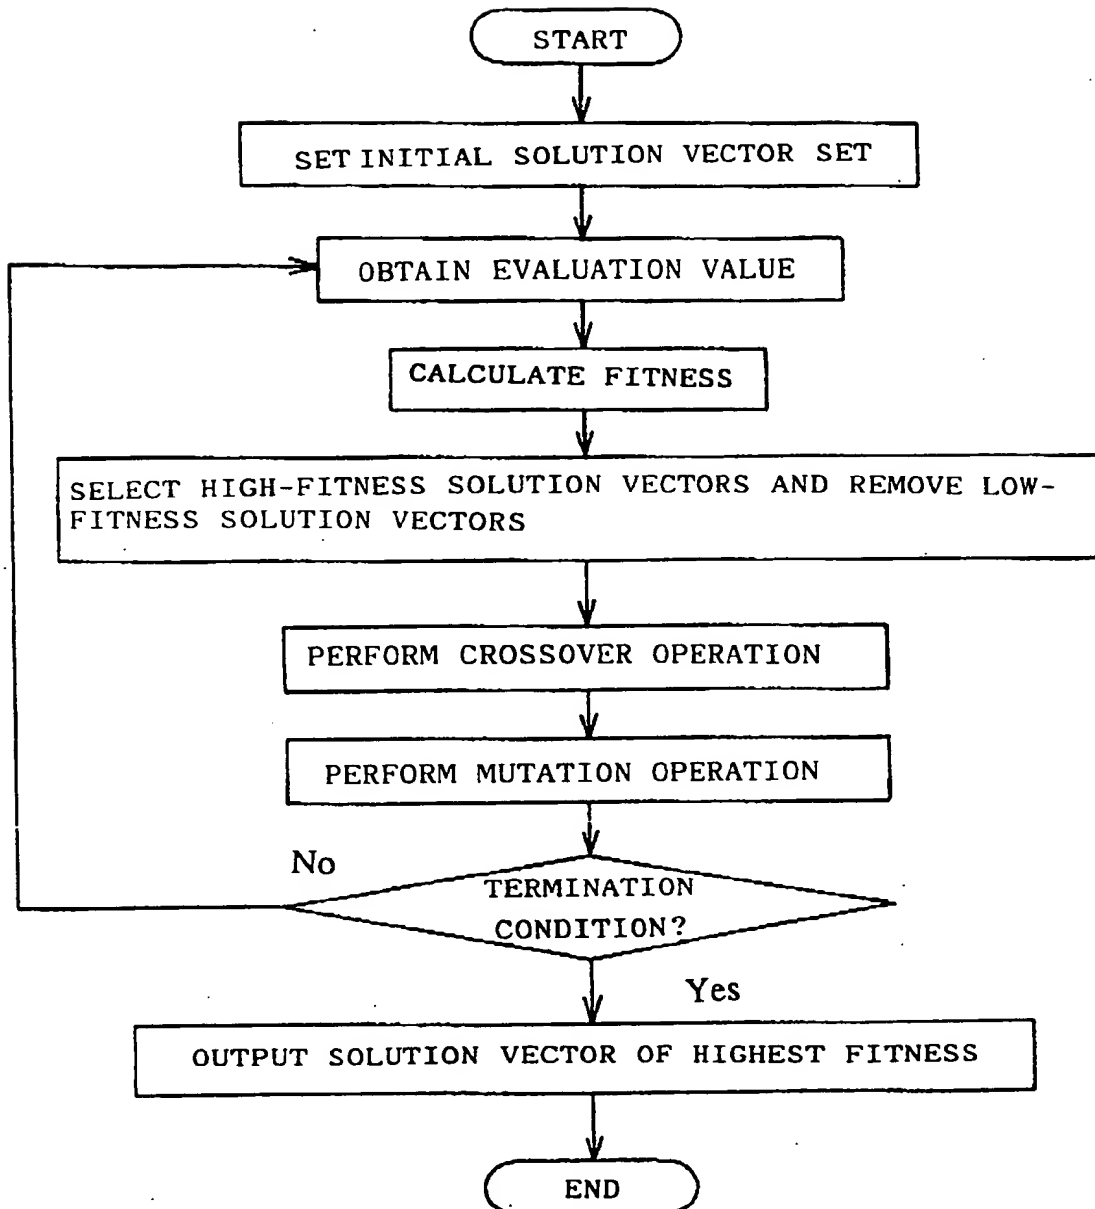 START
SET INITIAL SOLUTION VECTOR SET
OBTAIN EVALUATION VALUE
CALCULATE FITNESS
SELECT HIGH-FITNESS SOLUTION VECTORS AND REMOVE LOW-
FITNESS SOLUTION VECTORS
PERFORM CROSSOVER OPERATION
PERFORM MUTATION OPERATION
No
TERMINATION
CONDITION?
Yes
OUTPUT SOLUTION VECTOR OF HIGHEST FITNESS
END